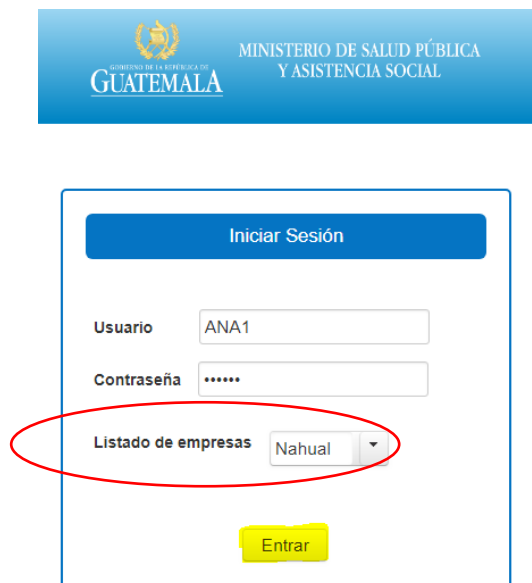 GOBIERNO DE LA REPÚBLICA DE
GUATEMALA
MINISTERIO DE SALUD PÚBLICA
Y ASISTENCIA SOCIAL
Iniciar Sesión
Usuario ANA1
Contraseña ••••••
Listado de empresas Nahual
Entrar